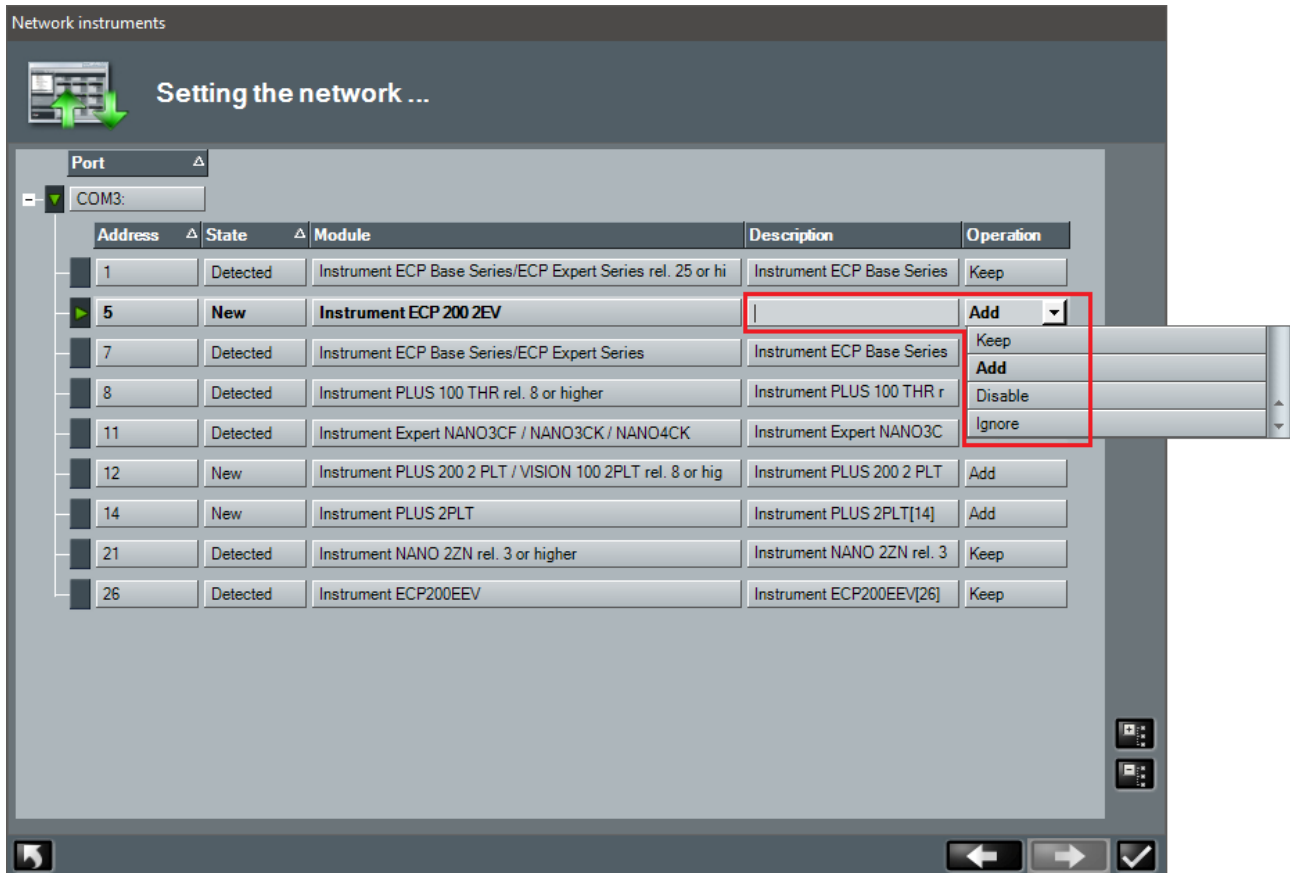 Network instruments
Setting the network ...
Port
COM3:
Address State Module Description Operation
1 Detected Instrument ECP Base Series/ECP Expert Series rel. 25 or hi Instrument ECP Base Series Keep
5 New Instrument ECP 200 2EV Add
7 Detected Instrument ECP Base Series/ECP Expert Series Instrument ECP Base Series
Keep
Add
8 Detected Instrument PLUS 100 THR rel. 8 or higher Instrument PLUS 100 THR r
Disable
11 Detected Instrument Expert NANO3CF / NANO3CK / NANO4CK Instrument Expert NANO3C
Ignore
12 New Instrument PLUS 200 2 PLT / VISION 100 2PLT rel. 8 or hig Instrument PLUS 200 2 PLT Add
14 New Instrument PLUS 2PLT Instrument PLUS 2PLT[14] Add
21 Detected Instrument NANO 2ZN rel. 3 or higher Instrument NANO 2ZN rel. 3 Keep
26 Detected Instrument ECP200EEV Instrument ECP200EEV[26] Keep